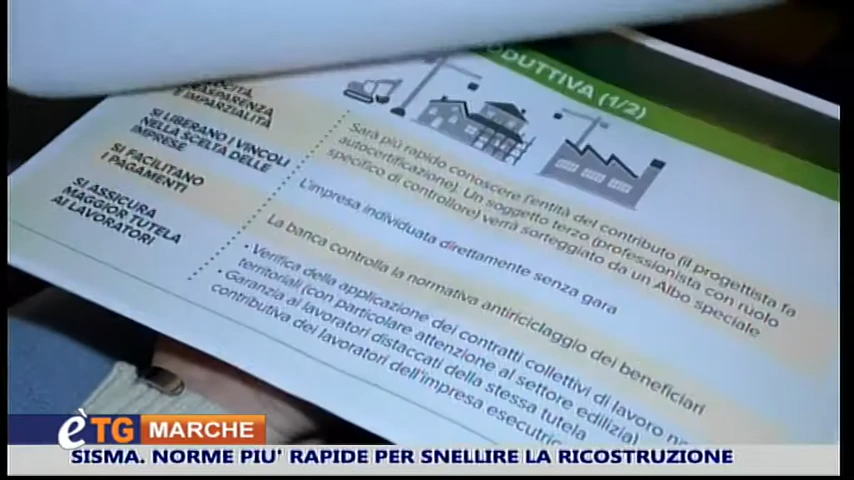 ODUTTIVA (1/2)
TRASPARENZA
E IMPARZIALITÀ
Sarà più rapido conoscere l'entità del contributo (il progettista fa
autocertificazione). Un soggetto terzo (professionista con ruolo
specifico di controllore) verrà sorteggiato da un Albo speciale
SI LIBERANO I VINCOLI
NELLA SCELTA DELLE
IMPRESE
L'impresa individuata direttamente senza gara
SI FACILITANO
I PAGAMENTI
La banca controlla la normativa antiriciclaggio dei beneficiari
SI ASSICURA
MAGGIOR TUTELA
AI LAVORATORI
• Verifica della applicazione dei contratti collettivi di lavoro
territoriali (con particolare attenzione al settore edilizia)
• Garanzia ai lavoratori distaccati della stessa tutela
contributiva dei lavoratori dell'impresa
è TG MARCHE
SISMA. NORME PIU' RAPIDE PER SNELLIRE LA RICOSTRUZIONE